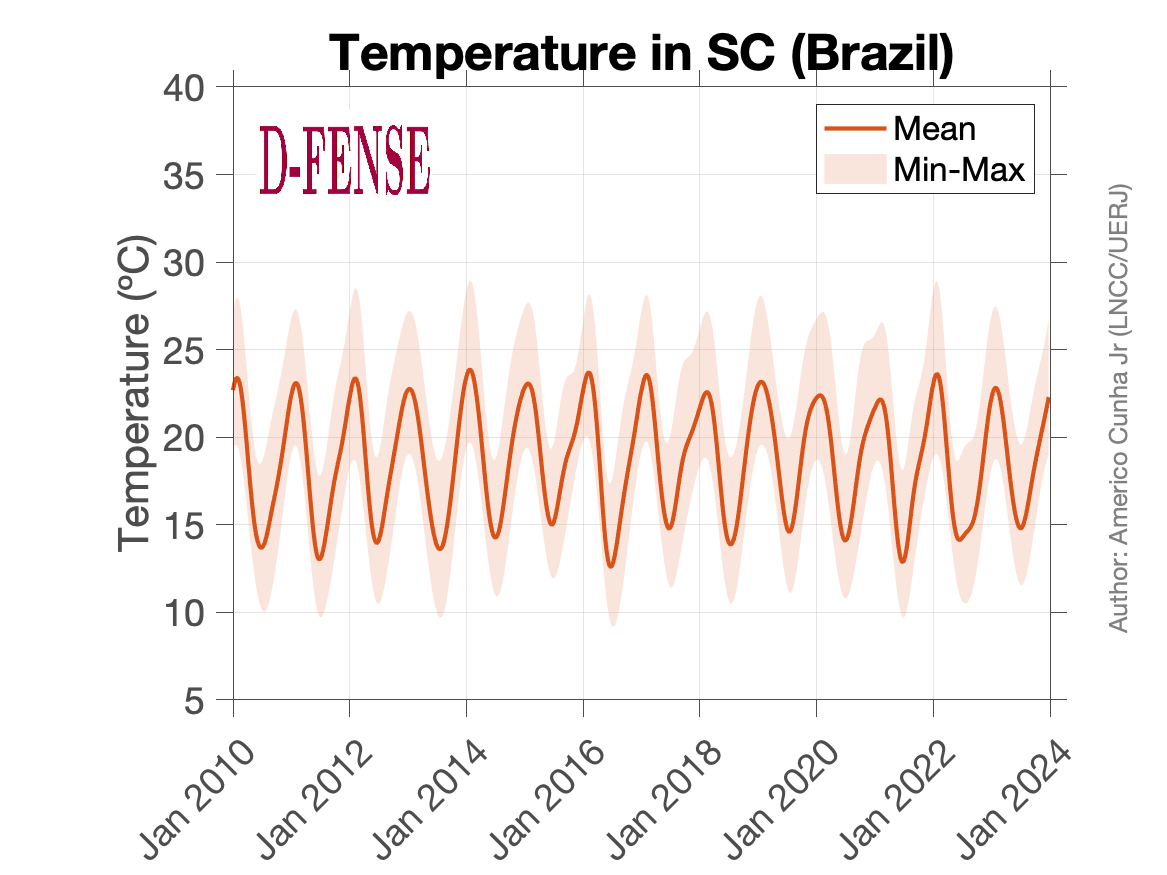 Temperature in SC (Brazil)
D-FENSE
Mean
Min-Max
Temperature (ºC)
40
35
30
25
20
15
10
5
Jan 2010
Jan 2012
Jan 2014
Jan 2016
Jan 2018
Jan 2020
Jan 2022
Jan 2024
Author: Americo Cunha Jr (LNCC/UERJ)